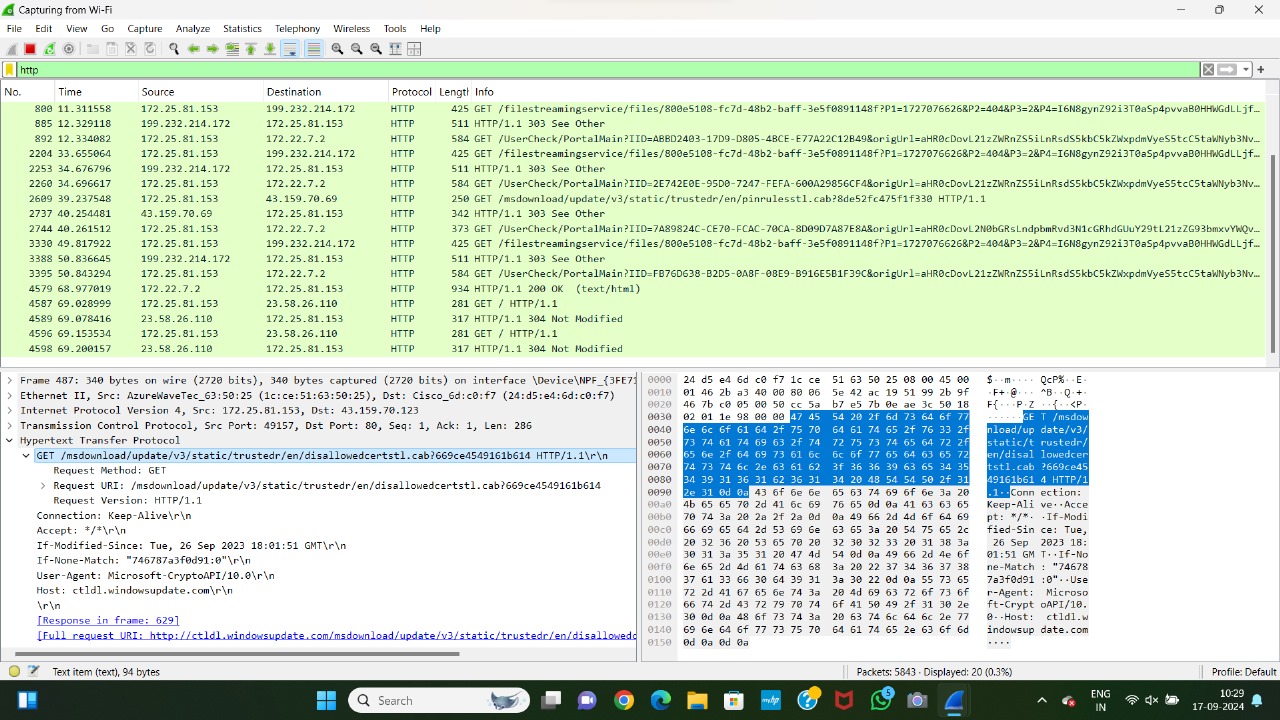 Capturing from Wi-Fi
File Edit View Go Capture Analyze Statistics Telephony Wireless Tools Help
http
No. Time Source Destination Protocol Length Info
800 11.311558 172.25.81.153 199.232.214.172 HTTP 425 GET /filestreamingservice/files/800e5108-fc7d-48b2-baff-3e5f0891148f?P1=1727076626&P2=404&P3=2&P4=I6N8gynZ92i3T0aSp4pvvaB0HHWGdLLjf…
885 12.329118 199.232.214.172 172.25.81.153 HTTP 511 HTTP/1.1 303 See Other
892 12.334082 172.25.81.153 172.22.7.2 HTTP 584 GET /UserCheck/PortalMain?IID=ABBD2403-17D9-D805-4BCE-E77A22C12B49&origUrl=aHR0cDovL21zZWRnZS5iLnRsdS5kbC5kZWxpdmVyeS5tcC5taWNyb3Nv…
2204 33.655064 172.25.81.153 199.232.214.172 HTTP 425 GET /filestreamingservice/files/800e5108-fc7d-48b2-baff-3e5f0891148f?P1=1727076626&P2=404&P3=2&P4=I6N8gynZ92i3T0aSp4pvvaB0HHWGdLLjf…
2253 34.676796 199.232.214.172 172.25.81.153 HTTP 511 HTTP/1.1 303 See Other
2260 34.696617 172.25.81.153 172.22.7.2 HTTP 584 GET /UserCheck/PortalMain?IID=2E742E0E-95D0-7247-FEFA-600A29856CF4&origUrl=aHR0cDovL21zZWRnZS5iLnRsdS5kbC5kZWxpdmVyeS5tcC5taWNyb3Nv…
2609 39.237548 172.25.81.153 43.159.70.69 HTTP 250 GET /msdownload/update/v3/static/trustedr/en/pinrulesstl.cab?8de52fc475f1f330 HTTP/1.1
2737 40.254481 43.159.70.69 172.25.81.153 HTTP 342 HTTP/1.1 303 See Other
2744 40.261512 172.25.81.153 172.22.7.2 HTTP 373 GET /UserCheck/PortalMain?IID=7A89824C-CE70-FCAC-70CA-8D09D7A87E8A&origUrl=aHR0cDovL2N0bGRsLndpbmRvd3N1cGRhdGUuY29tL21zZG93bmxvYWQv…
3330 49.817922 172.25.81.153 199.232.214.172 HTTP 425 GET /filestreamingservice/files/800e5108-fc7d-48b2-baff-3e5f0891148f?P1=1727076626&P2=404&P3=2&P4=I6N8gynZ92i3T0aSp4pvvaB0HHWGdLLjf…
3388 50.836645 199.232.214.172 172.25.81.153 HTTP 511 HTTP/1.1 303 See Other
3395 50.843294 172.25.81.153 172.22.7.2 HTTP 584 GET /UserCheck/PortalMain?IID=FB76D638-B2D5-0A8F-08E9-B916E5B1F39C&origUrl=aHR0cDovL21zZWRnZS5iLnRsdS5kbC5kZWxpdmVyeS5tcC5taWNyb3Nv…
4579 68.977019 172.22.7.2 172.25.81.153 HTTP 934 HTTP/1.1 200 OK (text/html)
4587 69.028999 172.25.81.153 23.58.26.110 HTTP 281 GET / HTTP/1.1
4589 69.078416 23.58.26.110 172.25.81.153 HTTP 317 HTTP/1.1 304 Not Modified
4596 69.153534 172.25.81.153 23.58.26.110 HTTP 281 GET / HTTP/1.1
4598 69.200157 23.58.26.110 172.25.81.153 HTTP 317 HTTP/1.1 304 Not Modified
Frame 487: 340 bytes on wire (2720 bits), 340 bytes captured (2720 bits) on interface \Device\NPF_{3FE71
Ethernet II, Src: AzureWaveTec_63:50:25 (1c:ce:51:63:50:25), Dst: Cisco_6d:c0:f7 (24:d5:e4:6d:c0:f7)
Internet Protocol Version 4, Src: 172.25.81.153, Dst: 43.159.70.123
Transmission Control Protocol, Src Port: 49157, Dst Port: 80, Seq: 1, Ack: 1, Len: 286
Hypertext Transfer Protocol
GET /msdownload/update/v3/static/trustedr/en/disallowedcertstl.cab?669ce4549161b614 HTTP/1.1\r\n
Request Method: GET
Request URI: /msdownload/update/v3/static/trustedr/en/disallowedcertstl.cab?669ce4549161b614
Request Version: HTTP/1.1
Connection: Keep-Alive\r\n
Accept: */*\r\n
If-Modified-Since: Tue, 26 Sep 2023 18:01:51 GMT\r\n
If-None-Match: "746787a3f0d91:0"\r\n
User-Agent: Microsoft-CryptoAPI/10.0\r\n
Host: ctldl.windowsupdate.com\r\n
\r\n
[Response in frame: 629]
[Full request URI: http://ctldl.windowsupdate.com/msdownload/update/v3/static/trustedr/en/disallowedc
0000 24 d5 e4 6d c0 f7 1c ce 51 63 50 25 08 00 45 00 $··m···· QcP%··E·
0010 01 46 2b a3 40 00 80 06 5e 42 ac 19 51 99 2b 9f ·F+·@··· ^B··Q·+·
0020 46 7b c0 05 00 50 cc 5a b7 e5 7b 0e ae 3c 50 18 F{···P·Z ··{··<P·
0030 02 01 1e 98 00 00 47 45 54 20 2f 6d 73 64 6f 77 ······GE T /msdow
0040 6e 6c 6f 61 64 2f 75 70 64 61 74 65 2f 76 33 2f nload/up date/v3/
0050 73 74 61 74 69 63 2f 74 72 75 73 74 65 64 72 2f static/t rustedr/
0060 65 6e 2f 64 69 73 61 6c 6c 6f 77 65 64 63 65 72 en/disal lowedcer
0070 74 73 74 6c 2e 63 61 62 3f 36 36 39 63 65 34 35 tstl.cab ?669ce45
0080 34 39 31 36 31 62 36 31 34 20 48 54 54 50 2f 31 49161b61 4 HTTP/1
0090 2e 31 0d 0a 43 6f 6e 6e 65 63 74 69 6f 6e 3a 20 .1··Conn ection:
00a0 4b 65 65 70 2d 41 6c 69 76 65 0d 0a 41 63 63 65 Keep-Ali ve··Acce
00b0 70 74 3a 20 2a 2f 2a 0d 0a 49 66 2d 4d 6f 64 69 pt: */*· ·If-Modi
00c0 66 69 65 64 2d 53 69 6e 63 65 3a 20 54 75 65 2c fied-Sin ce: Tue,
00d0 20 32 36 20 53 65 70 20 32 30 32 33 20 31 38 3a 26 Sep 2023 18:
00e0 30 31 3a 35 31 20 47 4d 54 0d 0a 49 66 2d 4e 6f 01:51 GM T··If-No
00f0 6e 65 2d 4d 61 74 63 68 3a 20 22 37 34 36 37 38 ne-Match : "74678
0100 37 61 33 66 30 64 39 31 3a 30 22 0d 0a 55 73 65 7a3f0d91 :0"··Use
0110 72 2d 41 67 65 6e 74 3a 20 4d 69 63 72 6f 73 6f r-Agent: Microso
0120 66 74 2d 43 72 79 70 74 6f 41 50 49 2f 31 30 2e ft-Crypt oAPI/10.
0130 30 0d 0a 48 6f 73 74 3a 20 63 74 6c 64 6c 2e 77 0··Host: ctldl.w
0140 69 6e 64 6f 77 73 75 70 64 61 74 65 2e 63 6f 6d indowsup date.com
0150 0d 0a 0d 0a ····
Text item (text), 94 bytes Packets: 5843 · Displayed: 20 (0.3%) Profile: Default
Search myhp 5 ENG IN 10:29 17-09-2024